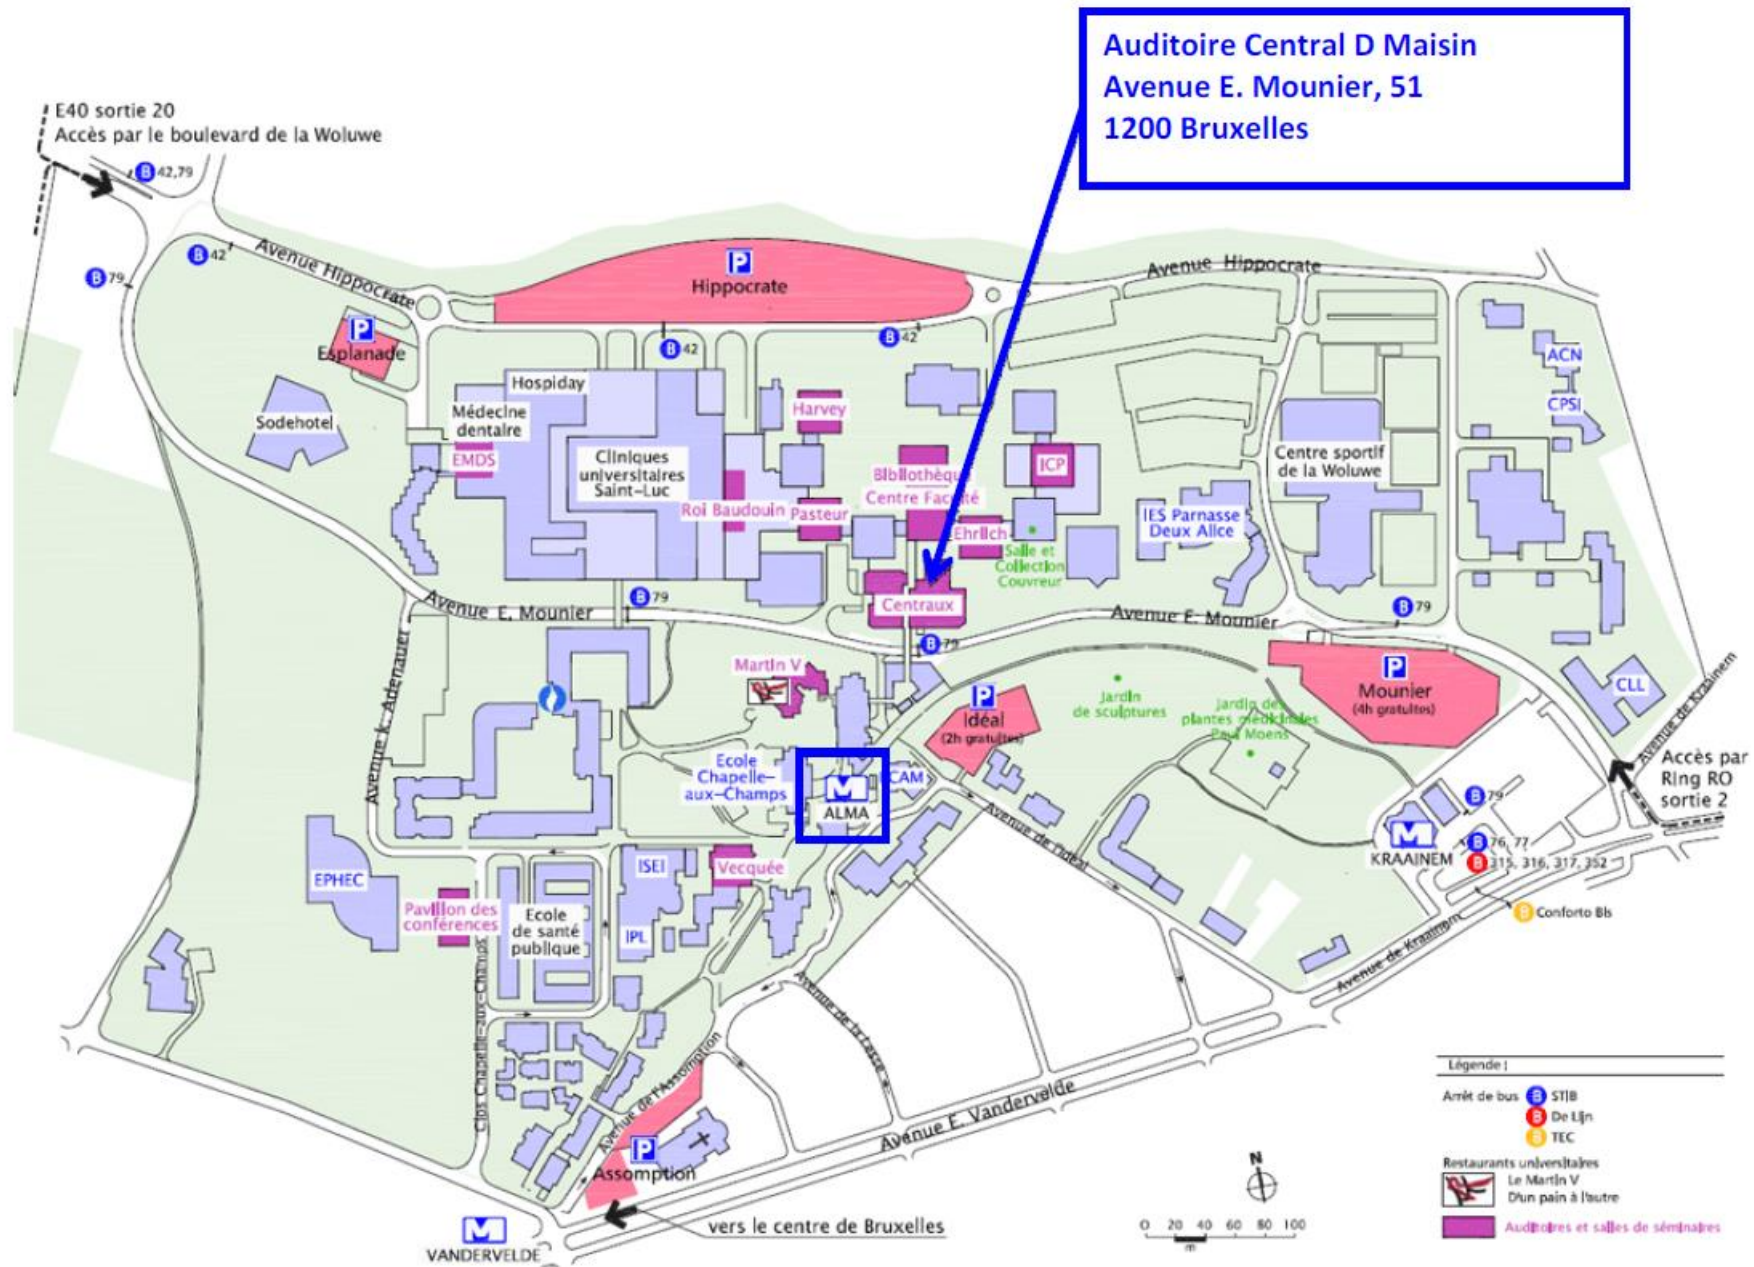 Auditoire Central D Maisin
Avenue E. Mounier, 51
1200 Bruxelles
E40 sortie 20
Accès par le boulevard de la Woluwe
B 42,79
B 42
B 79
Avenue Hippocrate
P
Hippocrate
Avenue Hippocrate
P
Esplanade
B 42
B 42
ACN
CPSI
Hospiday
Sodehotel
Médecine
dentaire
EMDS
Harvey
Cliniques
universitaires
Saint-Luc
Bibliothèqu
Centre Faculté
ICP
Centre sportif
de la Woluwe
Roi Baudouin
Pasteur
Ehrlich
IES Parnasse
Deux Alice
Salle et
Collection
Couvreur
Centraux
Avenue E. Mounier
B 79
Avenue E. Mounier
B 79
B 79
Avenue K. Adenauer
Martin V
P
Idéal
(2h gratuites)
Jardin
de sculptures
Jardin des
plantes médicinales
Paul Moens
P
Mounier
(4h gratuites)
CLL
Avenue de Kraainem
Accès par
Ring RO
sortie 2
Ecole
Chapelle-
aux-Champs
M
ALMA
CAM
Avenue de l'Idéal
B 79
M
KRAAINEM
B 76, 77
B 315, 316, 317, 352
B Conforto Bis
EPHEC
ISEI
Vecquée
Pavillon des
conférences
Ecole
de santé
publique
IPL
Avenue de Kraainem
Clos Chapelle-aux-Champs
Avenue de la Lasse
Avenue de l'Assomption
Avenue E. Vandervelde
P
Assomption
M
VANDERVELDE
vers le centre de Bruxelles
N
0 20 40 60 80 100
m
Légende :
Arrêt de bus B STIB
B De Lijn
B TEC
Restaurants universitaires
Le Martin V
D'un pain à l'autre
Auditoires et salles de séminaires